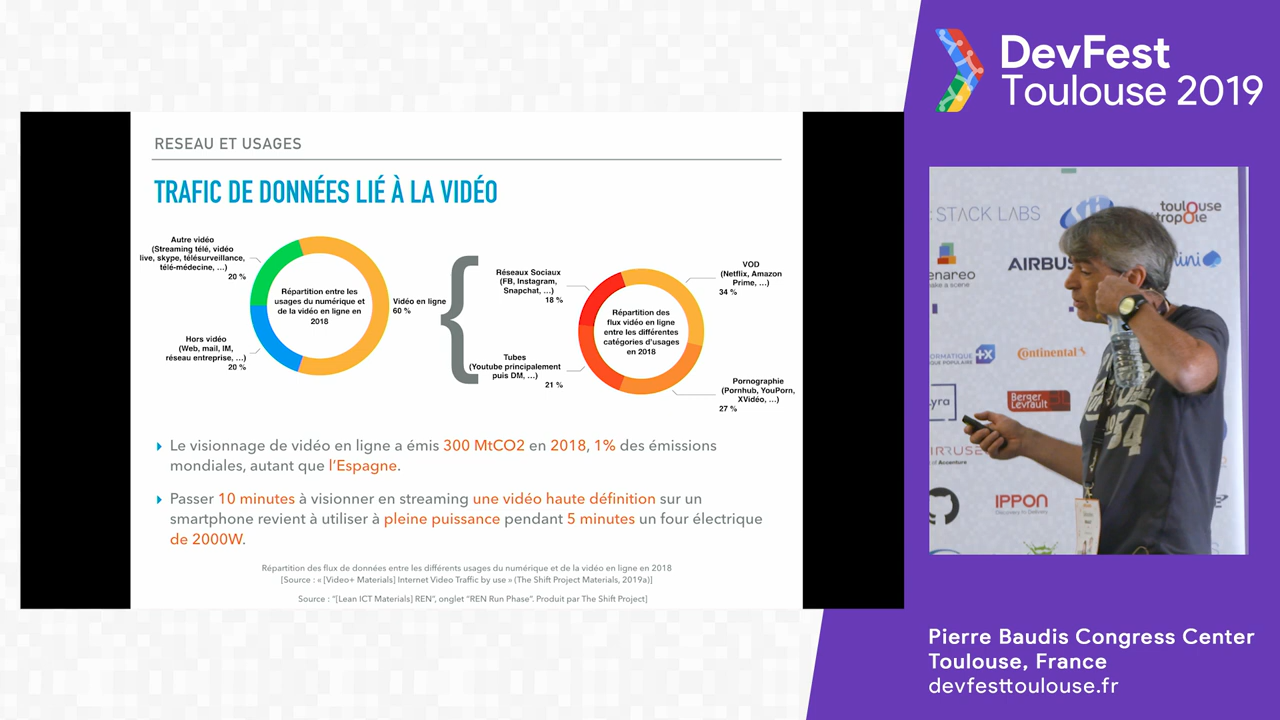 RESEAU ET USAGES
TRAFIC DE DONNÉES LIÉ À LA VIDÉO
Autre vidéo
(Streaming télé, vidéo
live, skype, télésurveillance,
télé-médecine, ...)
20 %
Hors vidéo
(Web, mail, IM,
réseau entreprise, ...)
20 %
Répartition entre les
usages du numérique et
de la vidéo en ligne en
2018
Vidéo en ligne
60 %
{
Réseaux Sociaux
(FB, Instagram,
Snapchat, ...)
18 %
Tubes
(Youtube principalement
puis DM, ...)
21 %
Répartition des
flux vidéo en ligne
entre les différentes
catégories d'usages
en 2018
VOD
(Netflix, Amazon
Prime, ...)
34 %
Pornographie
(Pornhub, YouPorn,
XVidéo, ...)
27 %
Le visionnage de vidéo en ligne a émis 300 MtCO2 en 2018, 1% des émissions
mondiales, autant que l'Espagne.
Passer 10 minutes à visionner en streaming une vidéo haute définition sur un
smartphone revient à utiliser à pleine puissance pendant 5 minutes un four électrique
de 2000W.
Répartition des flux de données entre les différents usages du numérique et de la vidéo en ligne en 2018
[Source : « [Video+ Materials] Internet Video Traffic by use » (The Shift Project Materials, 2019a)]
Source : "[Lean ICT Materials] REN", onglet "REN Run Phase". Produit par The Shift Project]
DevFest
Toulouse 2019
STACK LABS
toulouse
AIRBUS
Continental
Berger
Levrault
IPPON
Pierre Baudis Congress Center
Toulouse, France
devfesttoulouse.fr